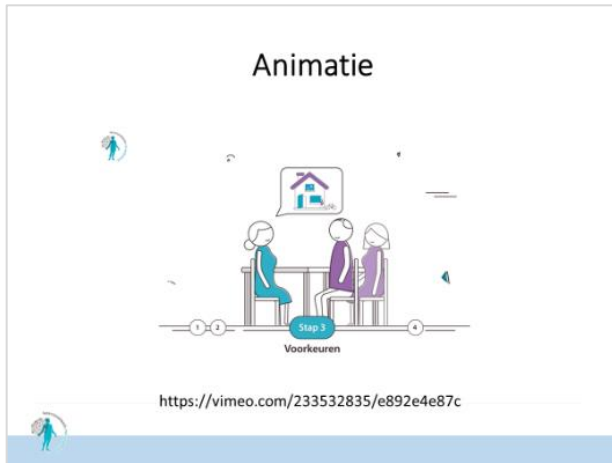 Animatie
1
2
Stap 3
4
Voorkeuren
https://vimeo.com/233532835/e892e4e87c